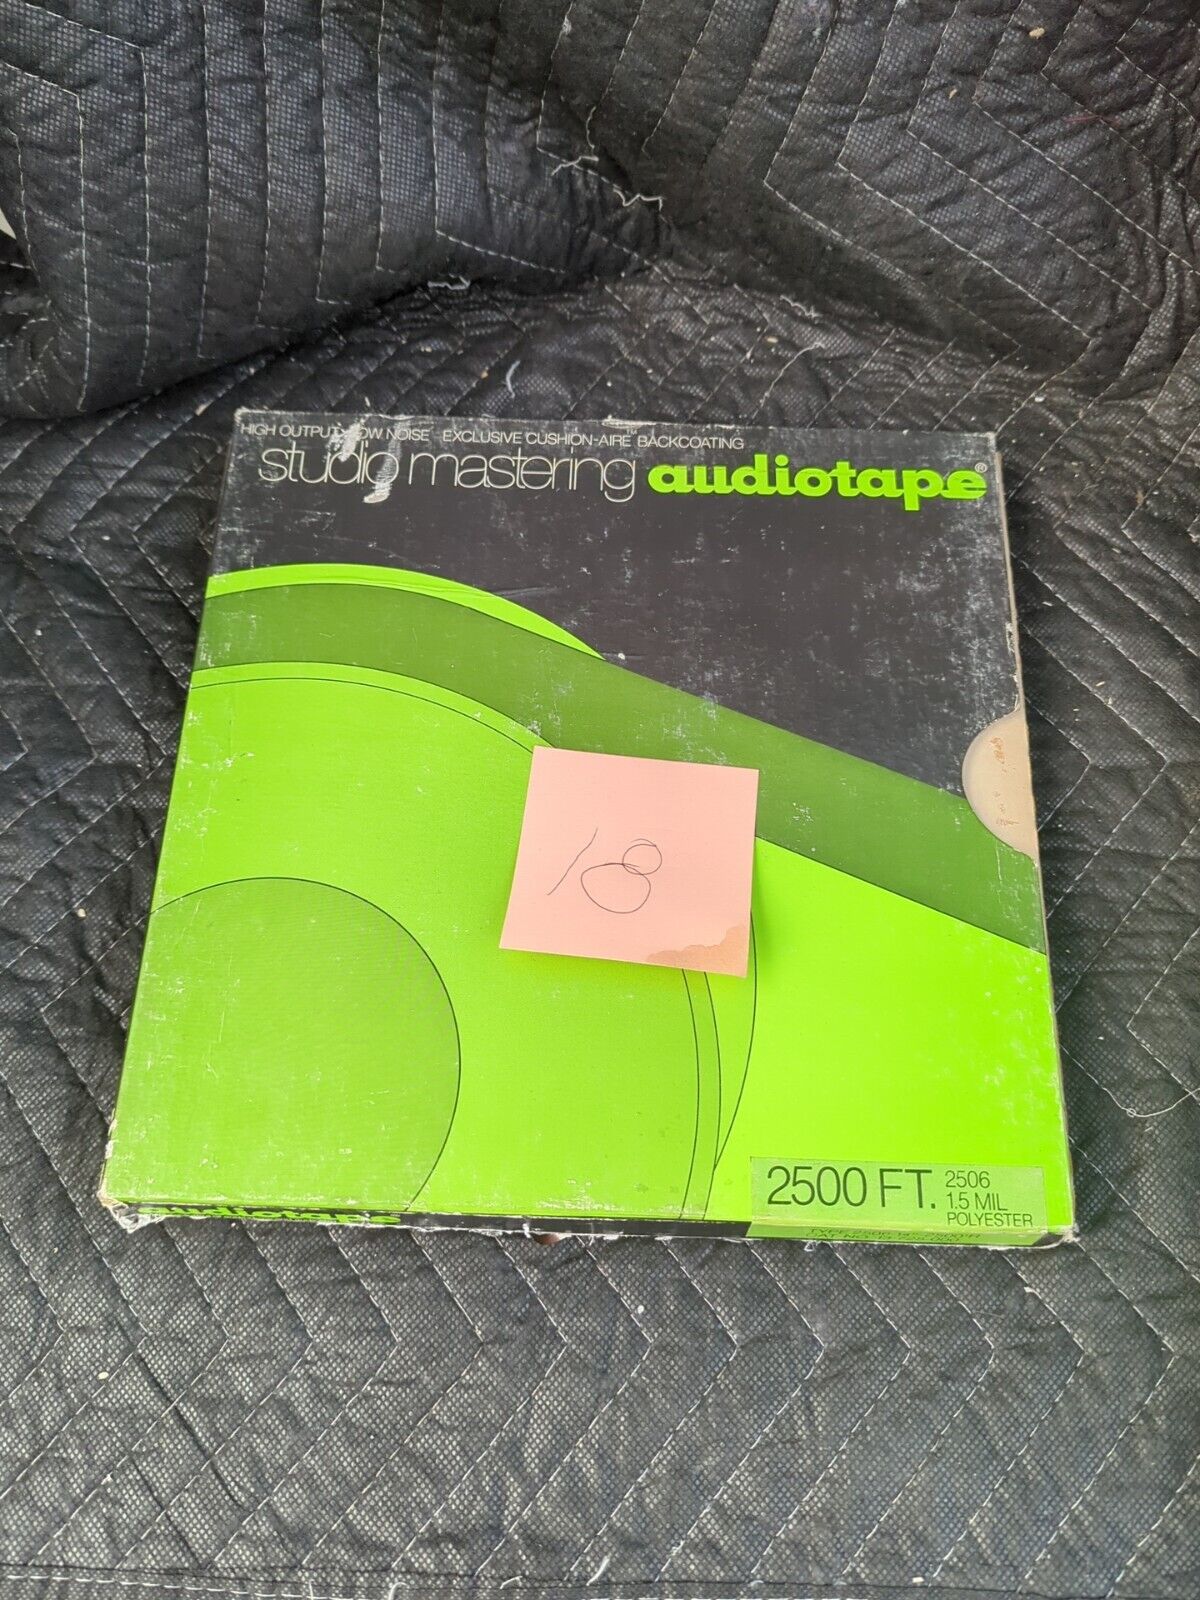 HIGH OUTPUT LOW NOISE EXCLUSIVE CUSHION-AIRE™ BACKCOATING
studio mastering audiotape®
18
2500 FT.
2506
1.5 MIL
POLYESTER
audiotape